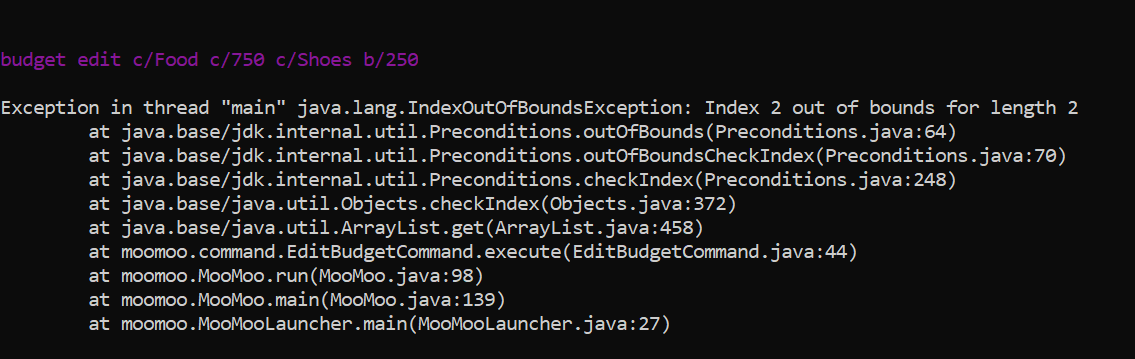 budget edit c/Food c/750 c/Shoes b/250
Exception in thread "main" java.lang.IndexOutOfBoundsException: Index 2 out of bounds for length 2
at java.base/jdk.internal.util.Preconditions.outOfBounds(Preconditions.java:64)
at java.base/jdk.internal.util.Preconditions.outOfBoundsCheckIndex(Preconditions.java:70)
at java.base/jdk.internal.util.Preconditions.checkIndex(Preconditions.java:248)
at java.base/java.util.Objects.checkIndex(Objects.java:372)
at java.base/java.util.ArrayList.get(ArrayList.java:458)
at moomoo.command.EditBudgetCommand.execute(EditBudgetCommand.java:44)
at moomoo.MooMoo.run(MooMoo.java:98)
at moomoo.MooMoo.main(MooMoo.java:139)
at moomoo.MooMooLauncher.main(MooMooLauncher.java:27)